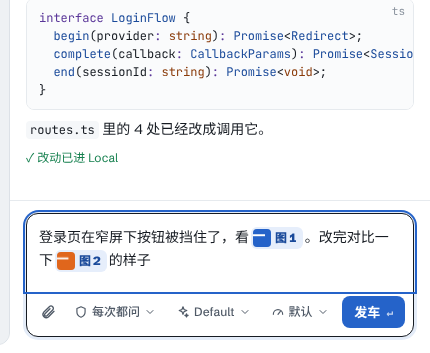 ts
interface LoginFlow {
begin(provider: string): Promise<Redirect>;
complete(callback: CallbackParams): Promise<Sessio
end(sessionId: string): Promise<void>;
}
routes.ts 里的 4 处已经改成调用它。
✓ 改动已进 Local
登录页在窄屏下按钮被挡住了，看 图1 。改完对比一
下 图2 的样子
每次都问 Default 默认 发车 ↵